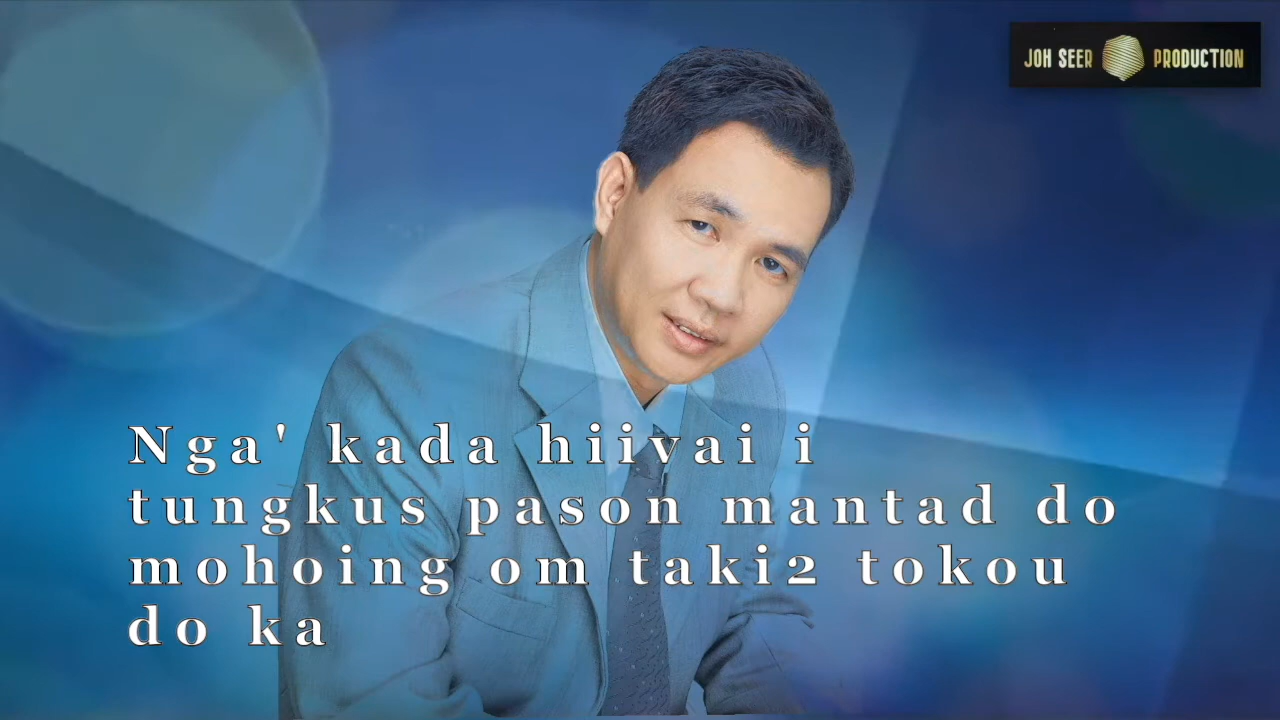 JOH SEER PRODUCTION
Nga' kada hiivai i
tungkus pason mantad do
mohoing om taki2 tokou
do ka